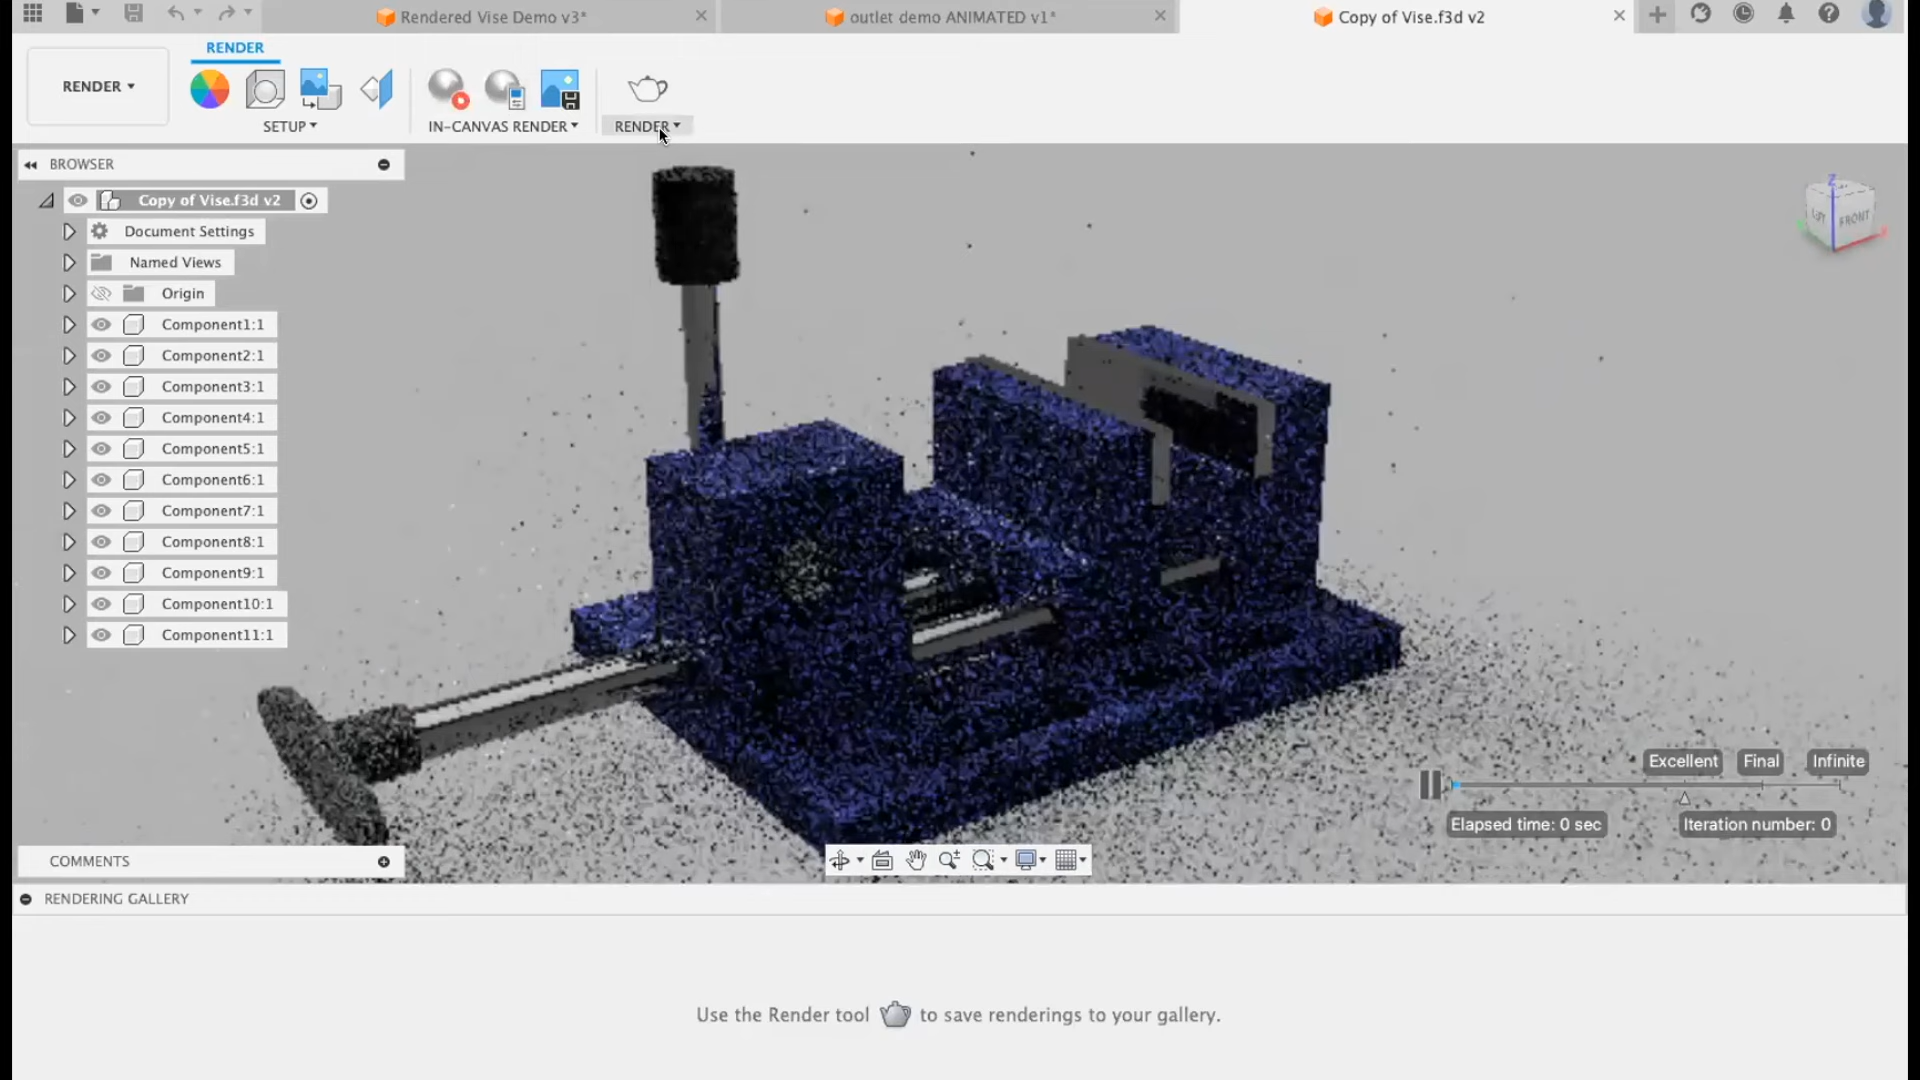 Rendered Vise Demo v3*
outlet demo ANIMATED v1*
Copy of Vise.f3d v2
RENDER
RENDER
SETUP
IN-CANVAS RENDER
RENDER
BROWSER
Copy of Vise.f3d v2
Document Settings
Named Views
Origin
Component1:1
Component2:1
Component3:1
Component4:1
Component5:1
Component6:1
Component7:1
Component8:1
Component9:1
Component10:1
Component11:1
Z
FRONT
Excellent
Final
Infinite
Elapsed time: 0 sec
Iteration number: 0
COMMENTS
RENDERING GALLERY
Use the Render tool to save renderings to your gallery.